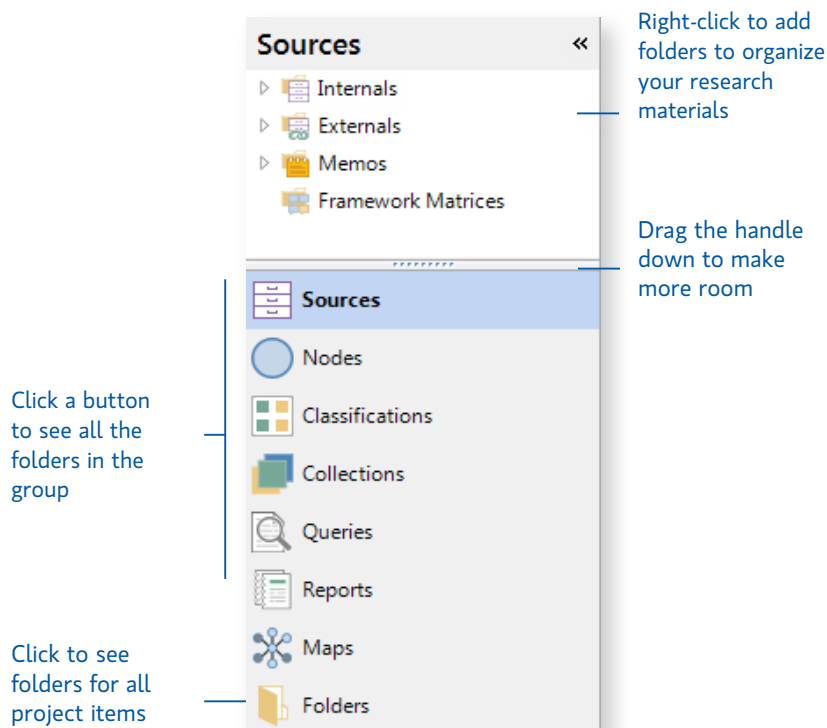 Sources «
Internals
Externals
Memos
Framework Matrices
Right-click to add
folders to organize
your research
materials
Drag the handle
down to make
more room
Sources
Nodes
Classifications
Collections
Queries
Reports
Maps
Folders
Click a button
to see all the
folders in the
group
Click to see
folders for all
project items